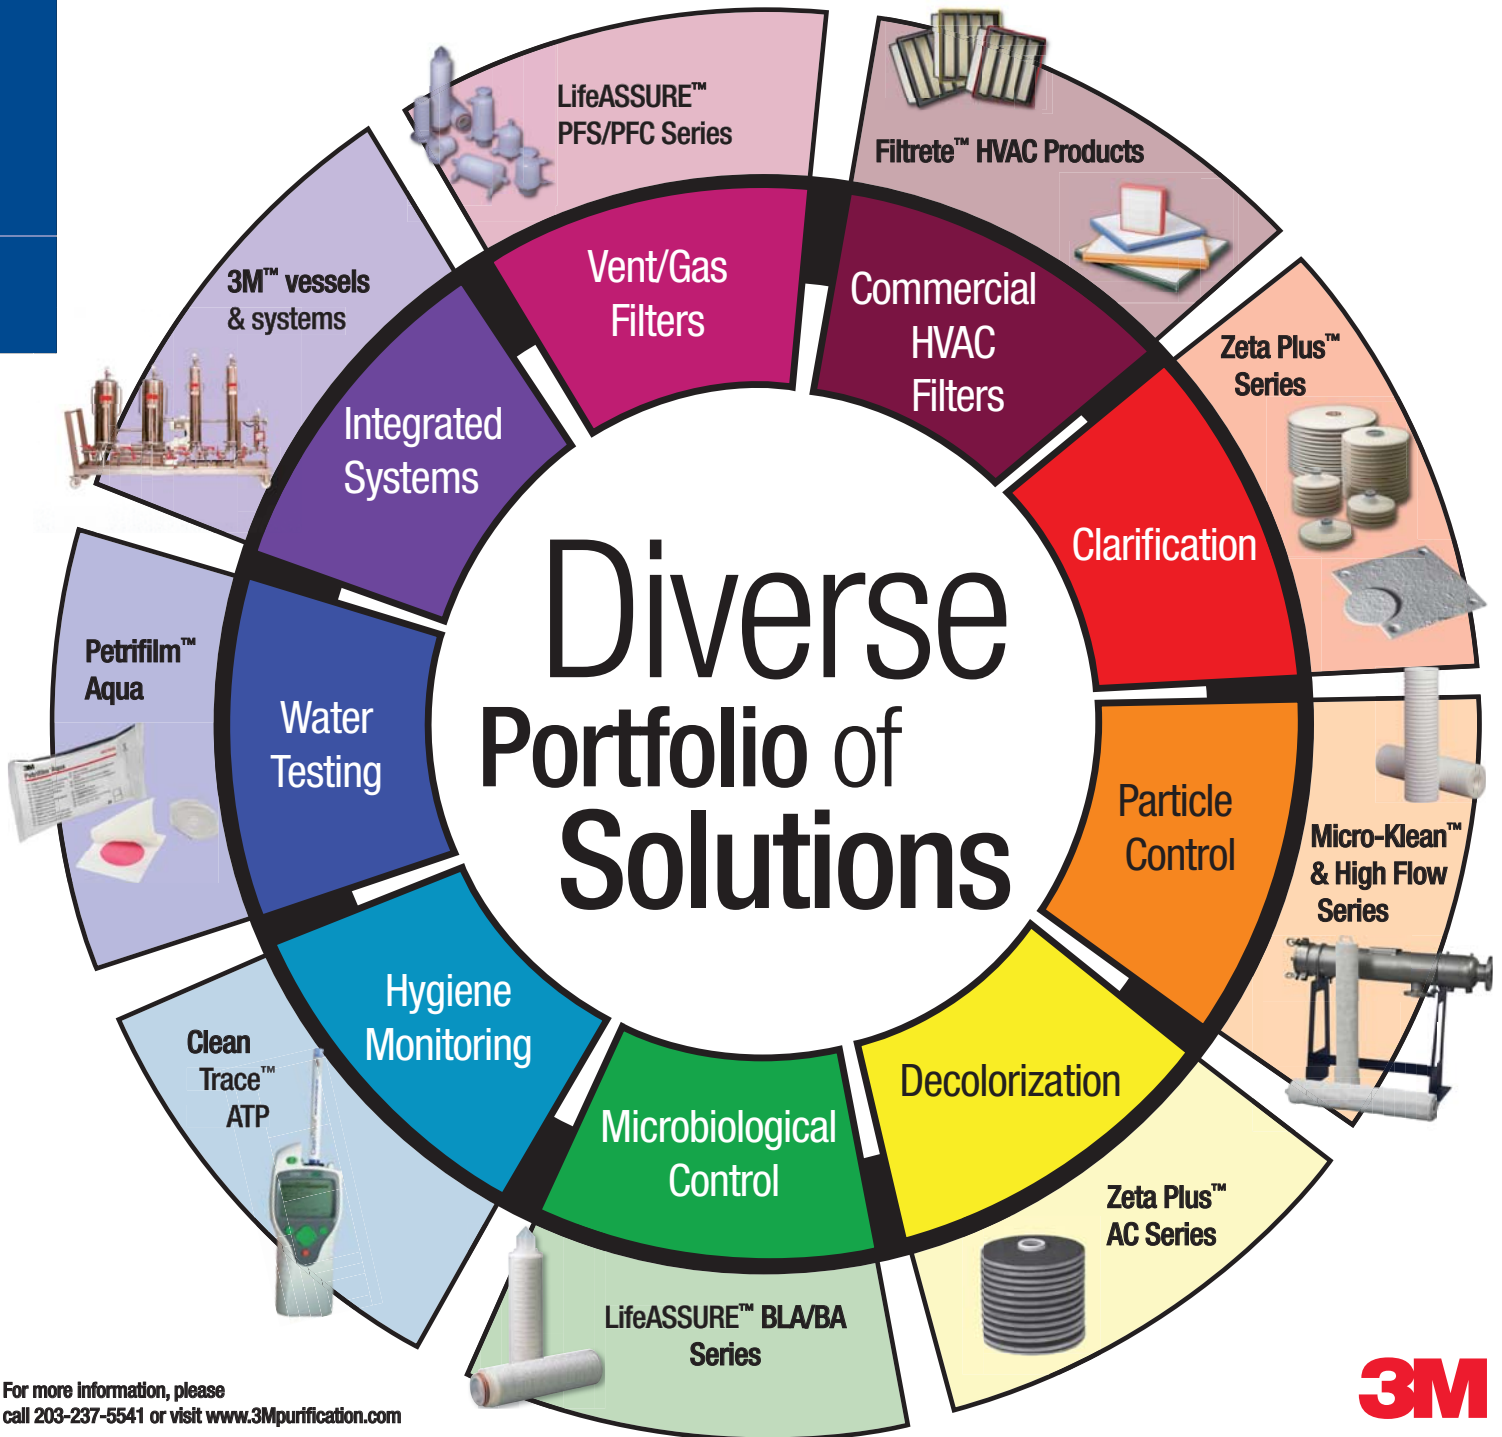 LifeASSURE™
PFS/PFC Series
Filtrete™ HVAC Products
3M™ vessels
& systems
Vent/Gas
Filters
Commercial
HVAC
Filters
Zeta Plus™
Series
Integrated
Systems
Clarification
Diverse
Portfolio of
Solutions
Petrifilm™
Aqua
Water
Testing
Particle
Control
Micro-Klean™
& High Flow
Series
Hygiene
Monitoring
Clean
Trace™
ATP
Microbiological
Control
Decolorization
Zeta Plus™
AC Series
LifeASSURE™ BLA/BA
Series
For more information, please
call 203-237-5541 or visit www.3Mpurification.com
3M